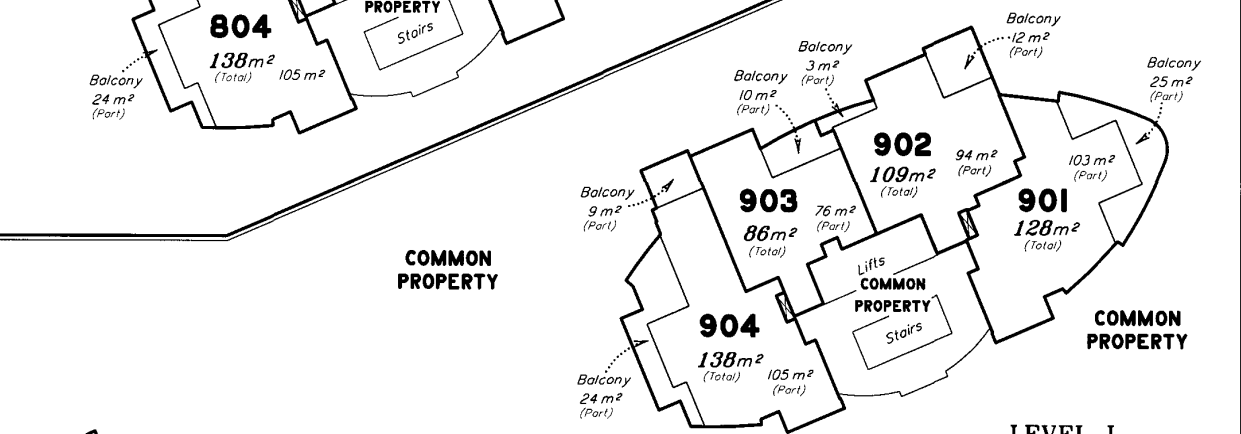 PROPERTY
Stairs
804
138m²
(Total)
105 m²
Balcony
24 m²
(Part)
Balcony
12 m²
(Part)
Balcony
3 m²
(Part)
Balcony
10 m²
(Part)
Balcony
25 m²
(Part)
902
109m²
(Total)
94 m²
(Part)
103 m²
(Part)
901
128m²
(Total)
Balcony
9 m²
(Part)
903
86m²
(Total)
76 m²
(Part)
COMMON
PROPERTY
Lifts
COMMON
PROPERTY
Stairs
904
138m²
(Total)
105 m²
(Part)
COMMON
PROPERTY
Balcony
24 m²
(Part)